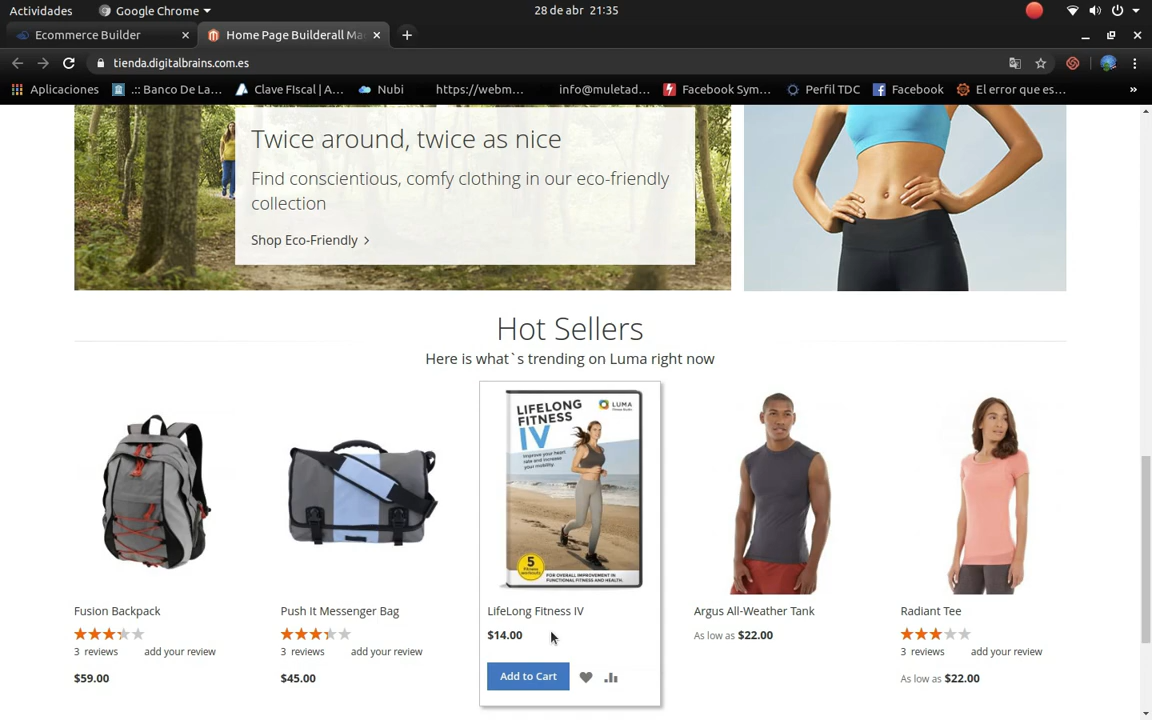 Actividades
Google Chrome
28 de abr 21:35
Ecommerce Builder
Home Page Builderall Ma
tienda.digitalbrains.com.es
Aplicaciones
.:: Banco De La...
Clave FIscal | A...
Nubi
https://webm...
info@muletad...
Facebook Sym...
Perfil TDC
Facebook
El error que es...
»
Twice around, twice as nice
Find conscientious, comfy clothing in our eco-friendly
collection
Shop Eco-Friendly
Hot Sellers
Here is what`s trending on Luma right now
LIFELONG
FITNESS
IV
LUMA
Improve your heart
rate and increase
your mobility.
5
FOR OVERALL IMPROVEMENT IN
FUNCTIONAL FITNESS AND HEALTH.
Fusion Backpack
3 reviews
add your review
$59.00
Push It Messenger Bag
3 reviews
add your review
$45.00
LifeLong Fitness IV
$14.00
Add to Cart
Argus All-Weather Tank
As low as $22.00
Radiant Tee
3 reviews
add your review
As low as $22.00